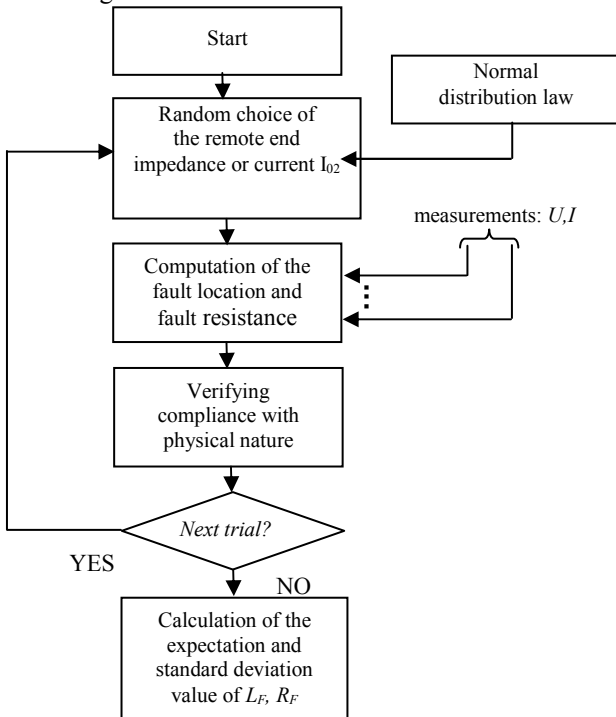 Start
Normal
distribution law
Random choice of
the remote end
impedance or current I02
measurements: U,I
Computation of the
fault location and
fault resistance
Verifying
compliance with
physical nature
Next trial?
YES
NO
Calculation of the
expectation and
standard deviation
value of LF, RF